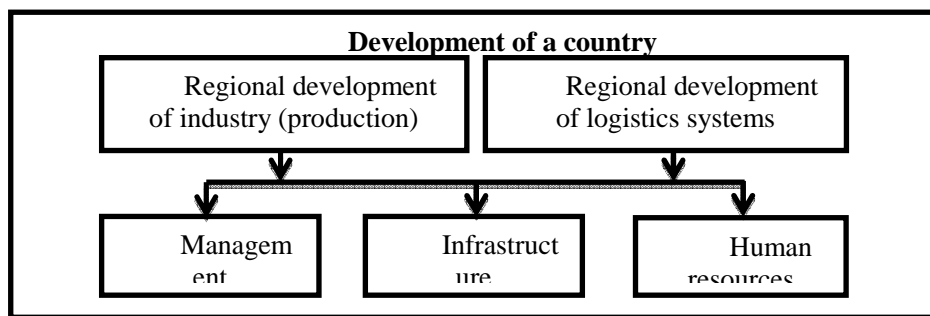 Development of a country
Regional development
of industry (production)
Regional development
of logistics systems
Managem
ent
Infrastruct
ure
Human
resources